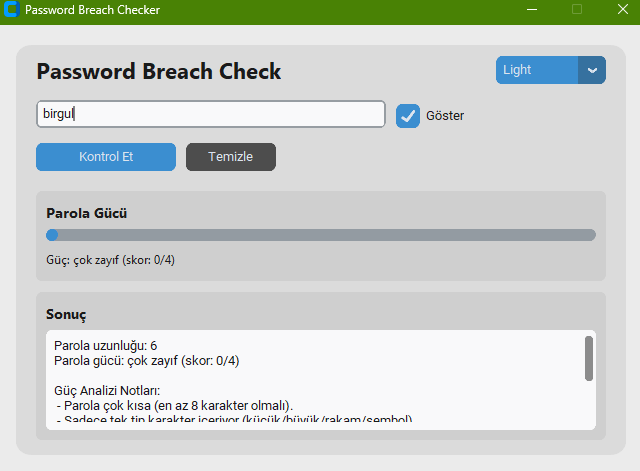 Password Breach Checker
Password Breach Check
Light
birgul
Göster
Kontrol Et
Temizle
Parola Gücü
Güç: çok zayıf (skor: 0/4)
Sonuç
Parola uzunluğu: 6
Parola gücü: çok zayıf (skor: 0/4)
Güç Analizi Notları:
- Parola çok kısa (en az 8 karakter olmalı).
- Sadece tek tip karakter içeriyor (küçük/büyük/rakam/sembol)